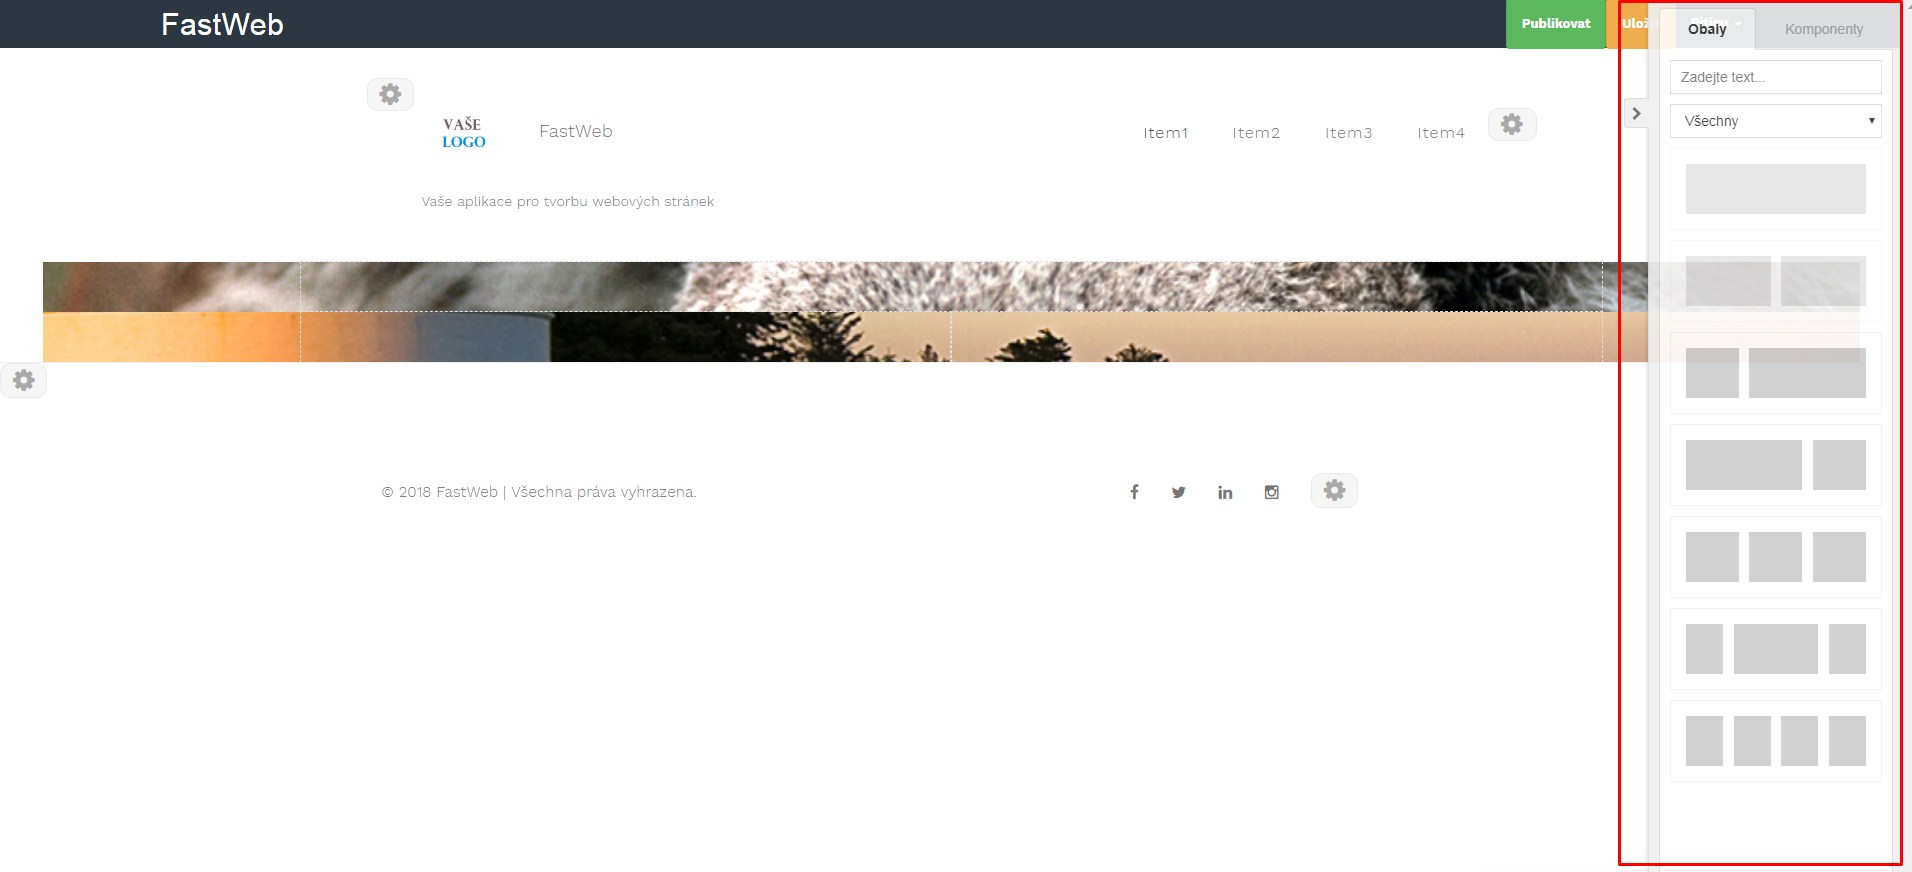 FastWeb
Publikovat
Obaly
Komponenty
Zadejte text...
Všechny
VAŠE
LOGO
FastWeb
Item1
Item2
Item3
Item4
Vaše aplikace pro tvorbu webových stránek
© 2018 FastWeb | Všechna práva vyhrazena.